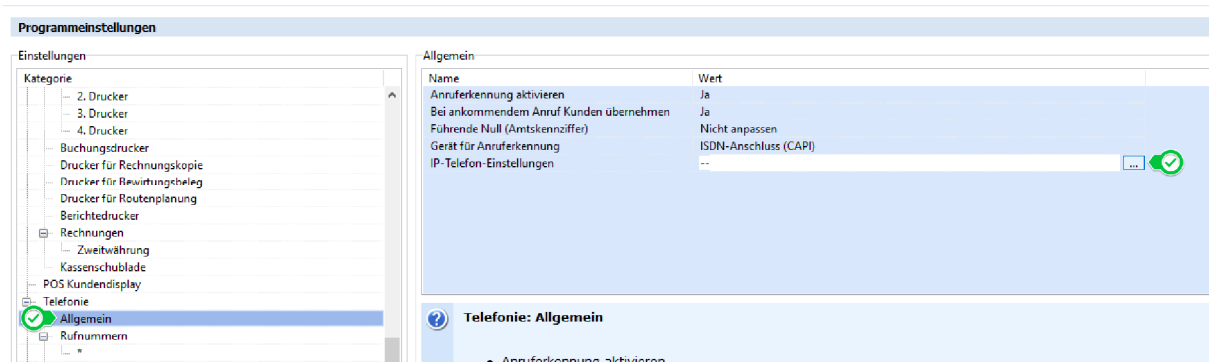 Programmeinstellungen
Einstellungen
Kategorie
2. Drucker
3. Drucker
4. Drucker
Buchungsdrucker
Drucker für Rechnungskopie
Drucker für Bewirtungsbeleg
Drucker für Routenplanung
Berichtedrucker
Rechnungen
Zweitwährung
Kassenschublade
POS Kundendisplay
Telefonie
Allgemein
Rufnummern
*
Allgemein
Name Wert
Anruferkennung aktivieren Ja
Bei ankommendem Anruf Kunden übernehmen Ja
Führende Null (Amtskennziffer) Nicht anpassen
Gerät für Anruferkennung ISDN-Anschluss (CAPI)
IP-Telefon-Einstellungen -- ...
Telefonie: Allgemein
• Anruferkennung aktivieren